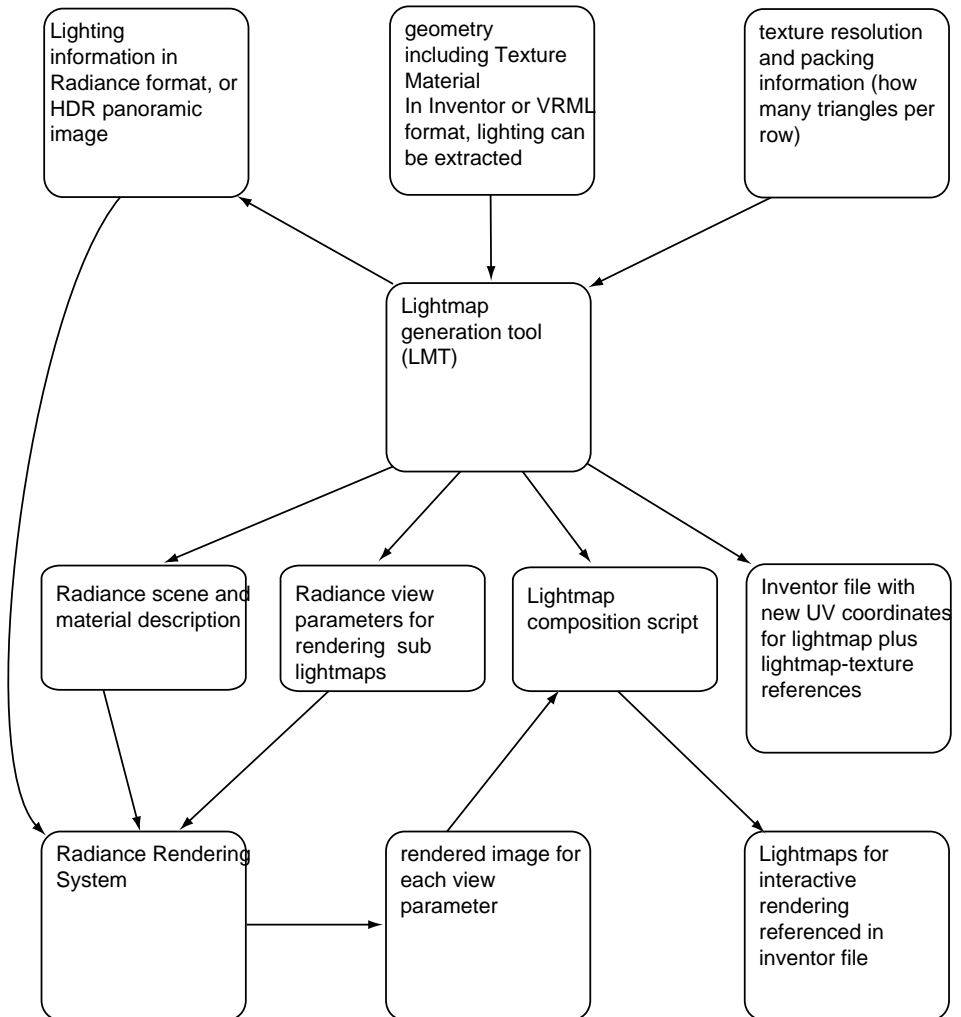 Lighting
information in
Radiance format, or
HDR panoramic
image
geometry
including Texture
Material
In Inventor or VRML
format, lighting can
be extracted
texture resolution
and packing
information (how
many triangles per
row)
Lightmap
generation tool
(LMT)
Radiance scene and
material description
Radiance view
parameters for
rendering  sub
lightmaps
Lightmap
composition script
Inventor file with
new UV coordinates
for lightmap plus
lightmap-texture
references
Radiance Rendering
System
rendered image for
each view
parameter
Lightmaps for
interactive
rendering
referenced in
inventor file